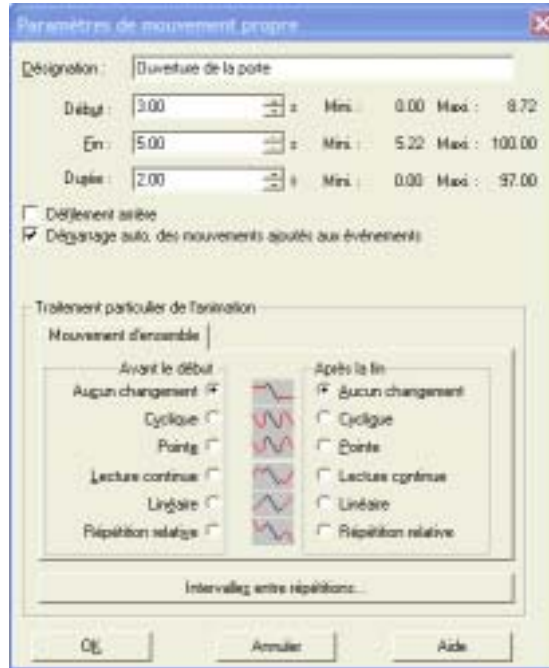 Paramètres de mouvement propre
Désignation : Ouverture de la porte
Début : 3.00 s Mini : 0.00 Maxi : 8.72
Fin : 5.00 s Mini : 5.22 Maxi : 100.00
Durée : 2.00 s Mini : 0.00 Maxi : 97.00
Défilement arrière
Démarrage auto. des mouvements ajoutés aux événements
Traitement particulier de l'animation
Mouvement d'ensemble
Avant le début Après la fin
Aucun changement Aucun changement
Cyclique Cyclique
Pointe Pointe
Lecture continue Lecture continue
Linéaire Linéaire
Répétition relative Répétition relative
Intervalles entre répétitions...
OK Annuler Aide